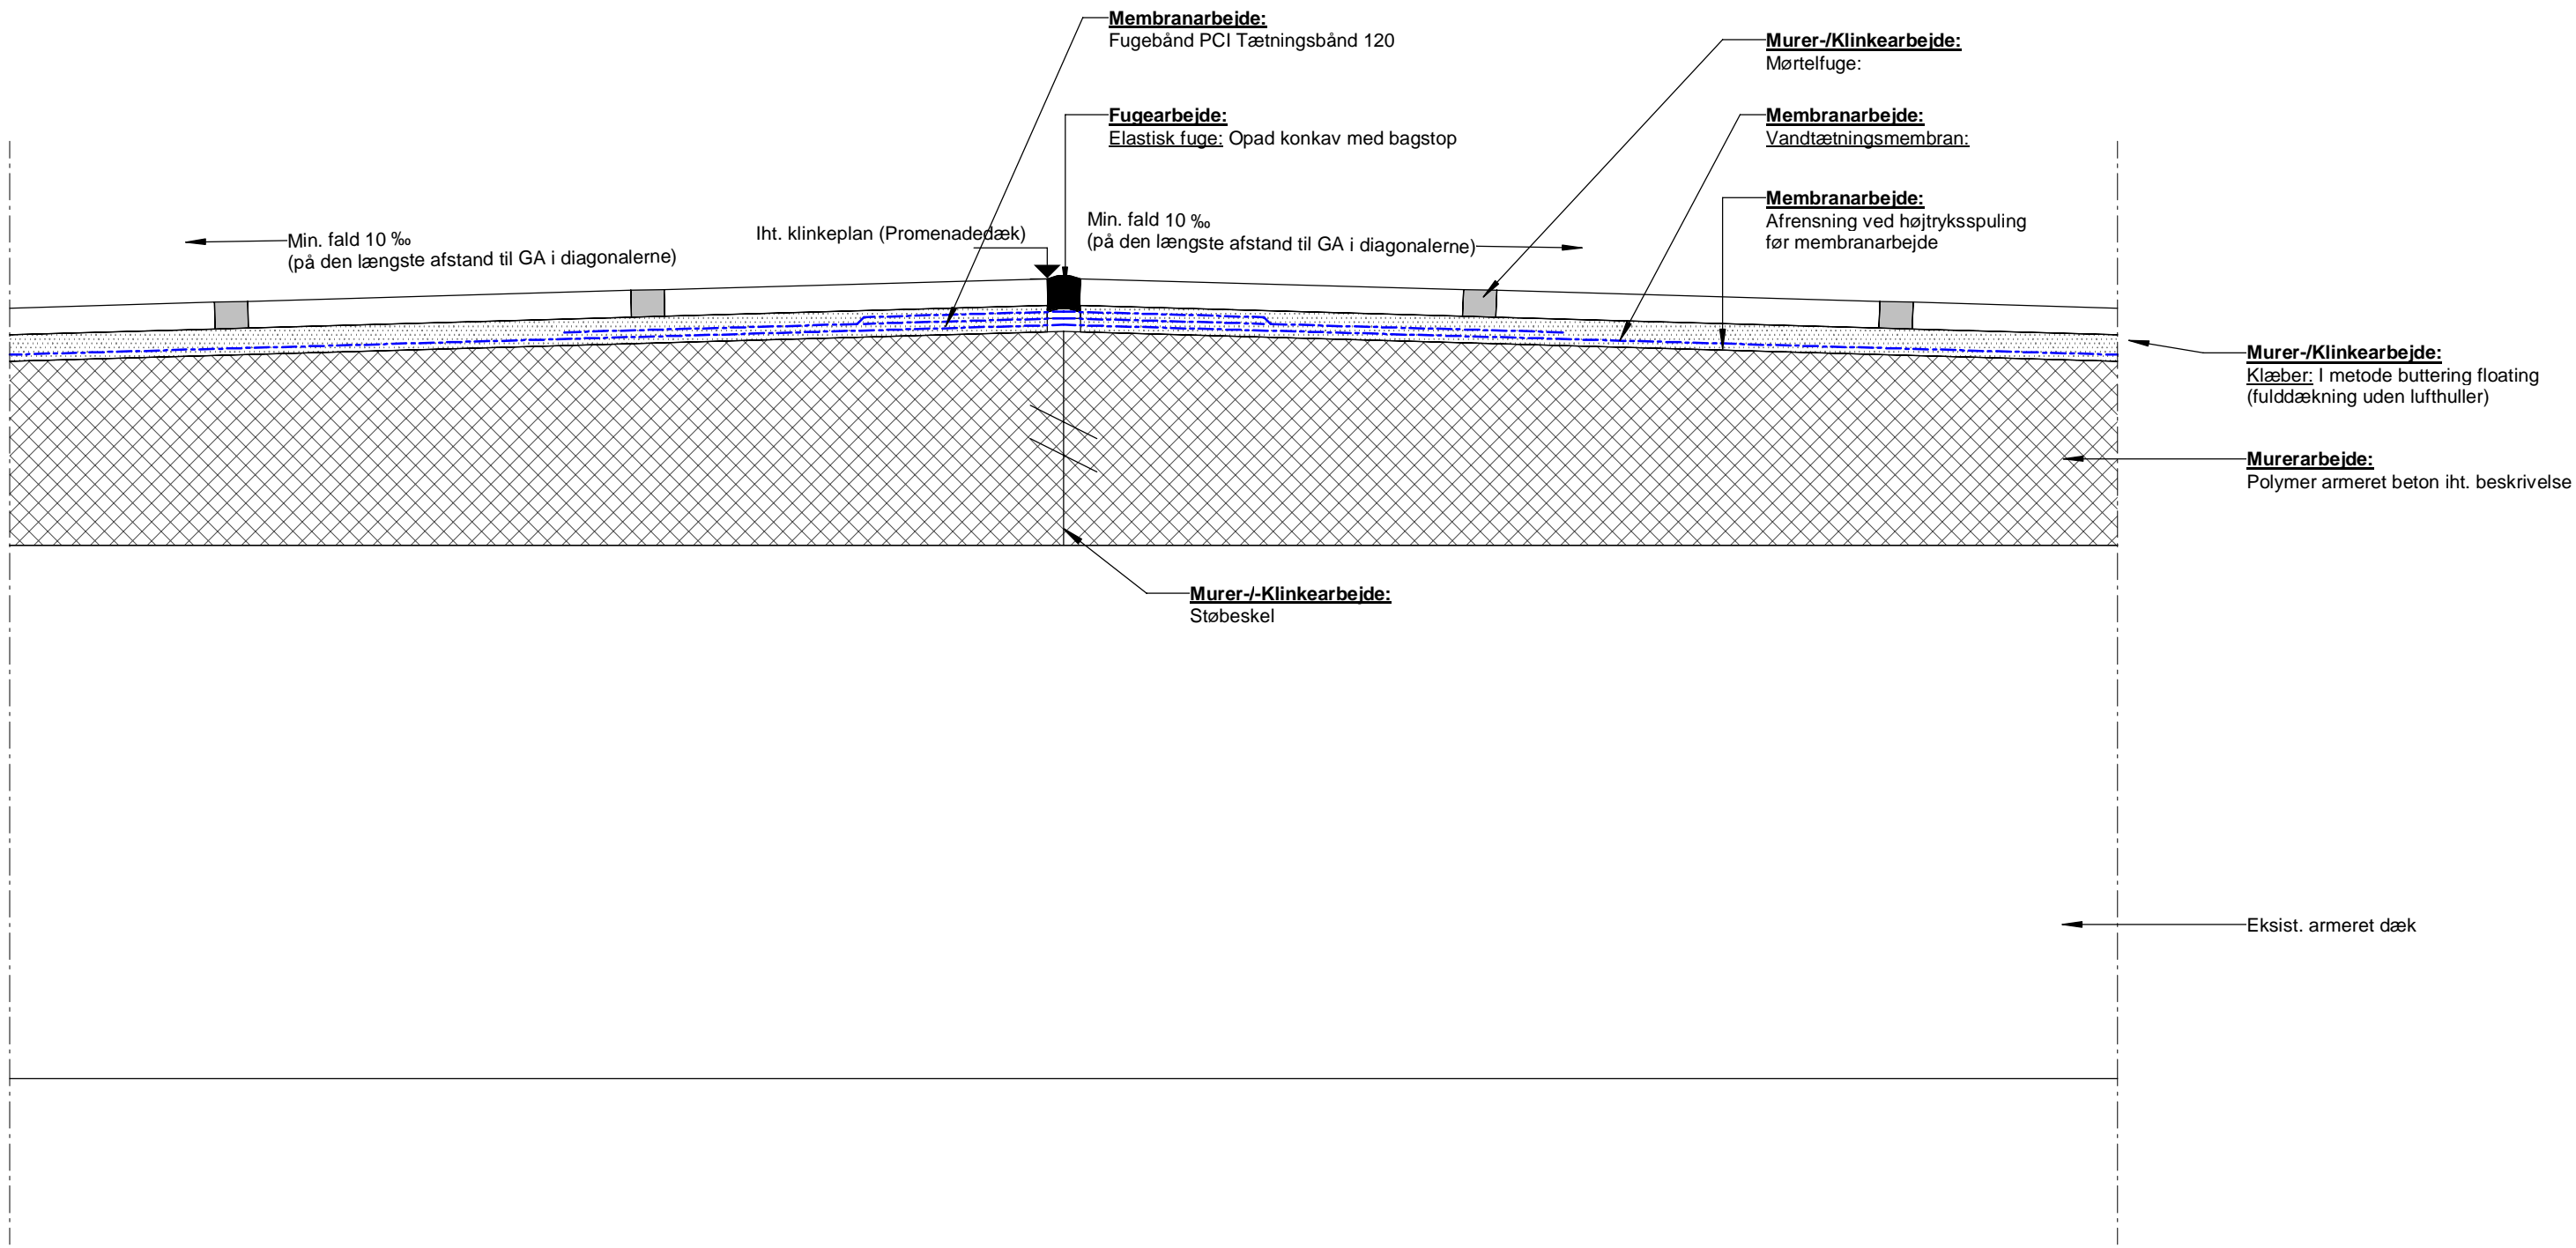 Membranarbejde:
Fugebånd PCI Tætningsbånd 120
Murer-/Klinkearbejde:
Mørtelfuge:
Fugearbejde:
Elastisk fuge: Opad konkav med bagstop
Membranarbejde:
Vandtætningsmembran:
Membranarbejde:
Afrensning ved højtryksspuling
før membranarbejde
Min. fald 10 ‰
(på den længste afstand til GA i diagonalerne)
Iht. klinkeplan (Promenadedæk)
Min. fald 10 ‰
(på den længste afstand til GA i diagonalerne)
Murer-/Klinkearbejde:
Klæber: I metode buttering floating
(fulddækning uden lufthuller)
Murerarbejde:
Polymer armeret beton iht. beskrivelse
Murer-/-Klinkearbejde:
Støbeskel
Eksist. armeret dæk